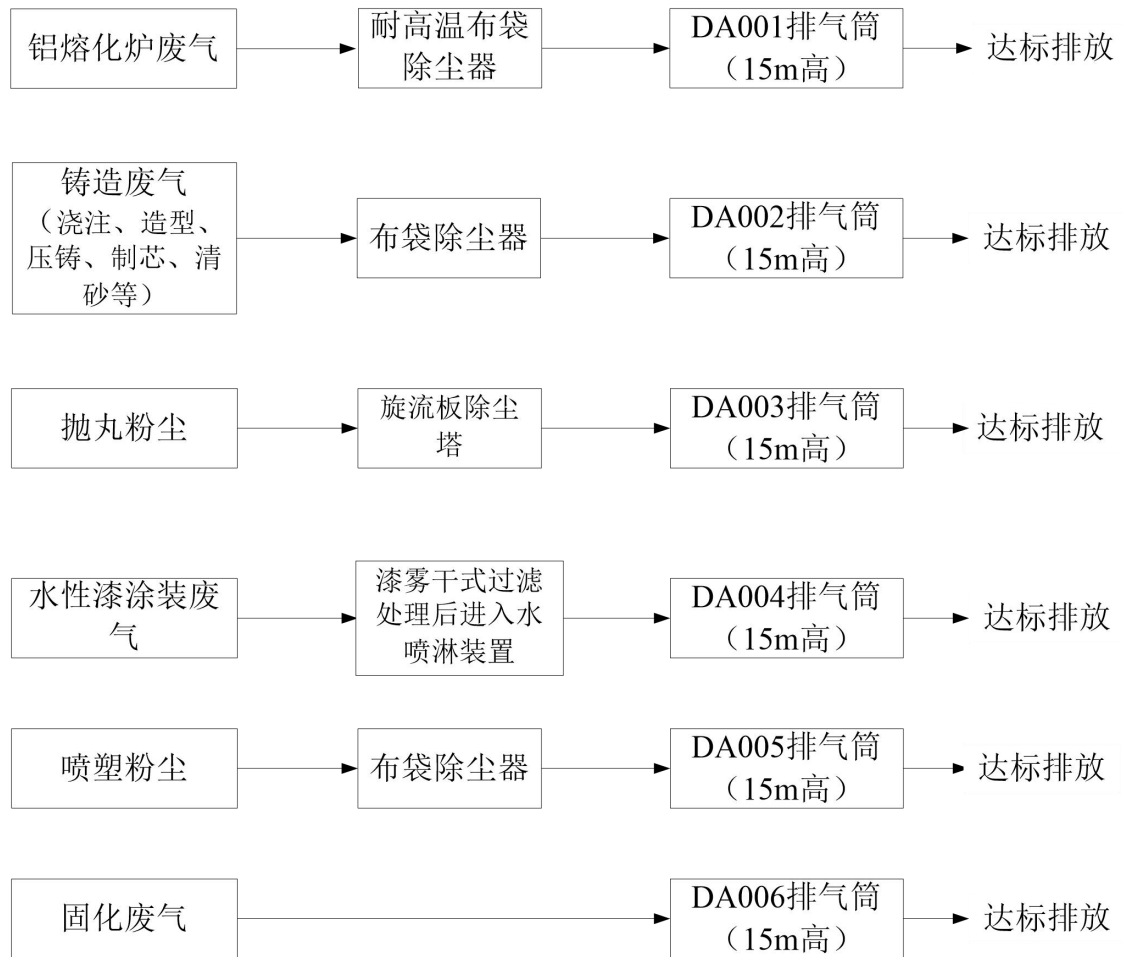 铝熔化炉废气
耐高温布袋
除尘器
DA001排气筒
（15m高）
达标排放
铸造废气
（浇注、造型、
压铸、制芯、清
砂等）
布袋除尘器
DA002排气筒
（15m高）
达标排放
抛丸粉尘
旋流板除尘
塔
DA003排气筒
（15m高）
达标排放
水性漆涂装废
气
漆雾干式过滤
处理后进入水
喷淋装置
DA004排气筒
（15m高）
达标排放
喷塑粉尘
布袋除尘器
DA005排气筒
（15m高）
达标排放
固化废气
DA006排气筒
（15m高）
达标排放